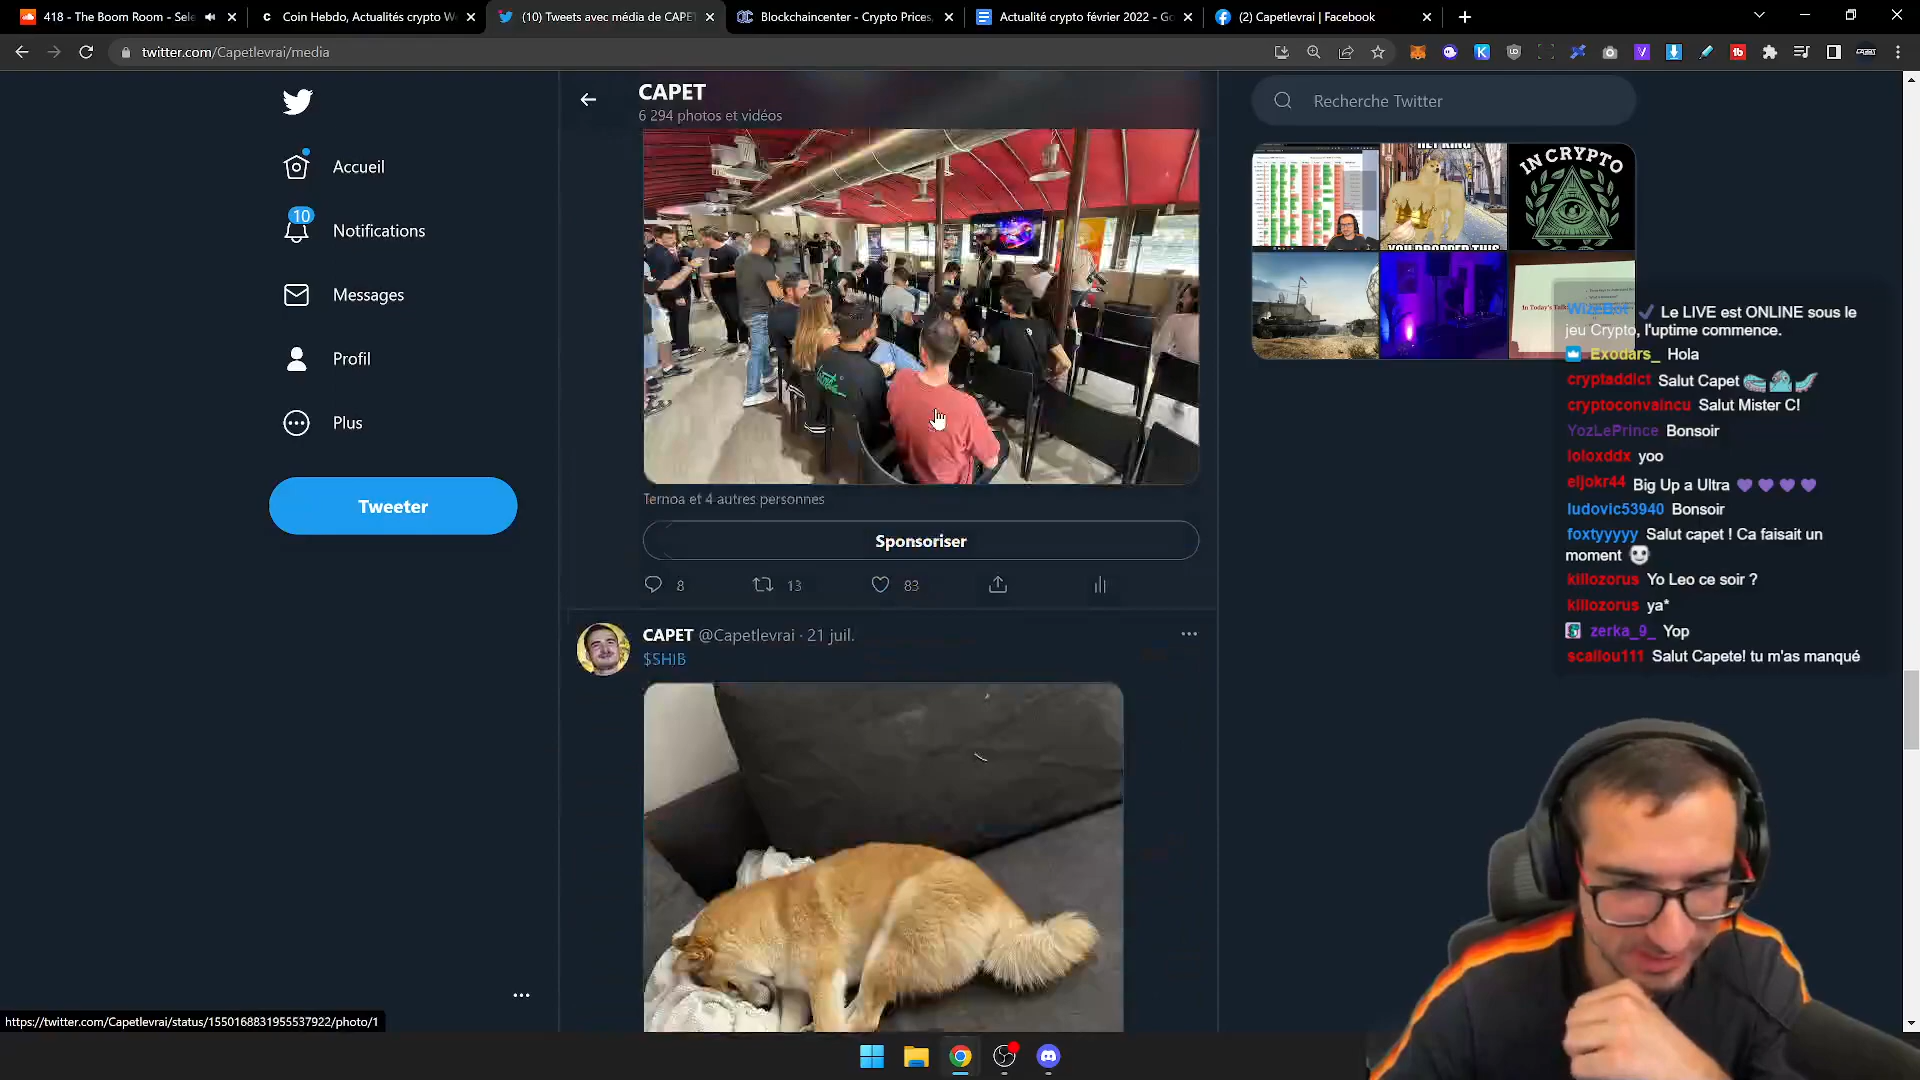 418 - The Boom Room - Sele
Coin Hebdo, Actualités crypto W
(10) Tweets avec média de CAPE
Blockchaincenter - Crypto Prices,
Actualité crypto février 2022 - Go
(2) Capetlevrai | Facebook
twitter.com/Capetlevrai/media
CAPET
6 294 photos et vidéos
Recherche Twitter
Accueil
10
Notifications
Messages
Profil
Plus
Tweeter
YOU DROPPED THIS
IN CRYPTO
Ternoa et 4 autres personnes
Sponsoriser
8
13
83
CAPET @Capetlevrai · 21 juil.
$SHIB
WizeBot Le LIVE est ONLINE sous le
jeu Crypto, l'uptime commence.
Exodars_ Hola
cryptaddict Salut Capet
cryptoconvaincu Salut Mister C!
YozLePrince Bonsoir
loloxddx yoo
eljokr44 Big Up a Ultra
ludovic53940 Bonsoir
foxtyyyyy Salut capet ! Ca faisait un
moment
killozorus Yo Leo ce soir ?
killozorus ya*
zerka_9_ Yop
scallou111 Salut Capete! tu m'as manqué
https://twitter.com/Capetlevrai/status/1550168831955537922/photo/1